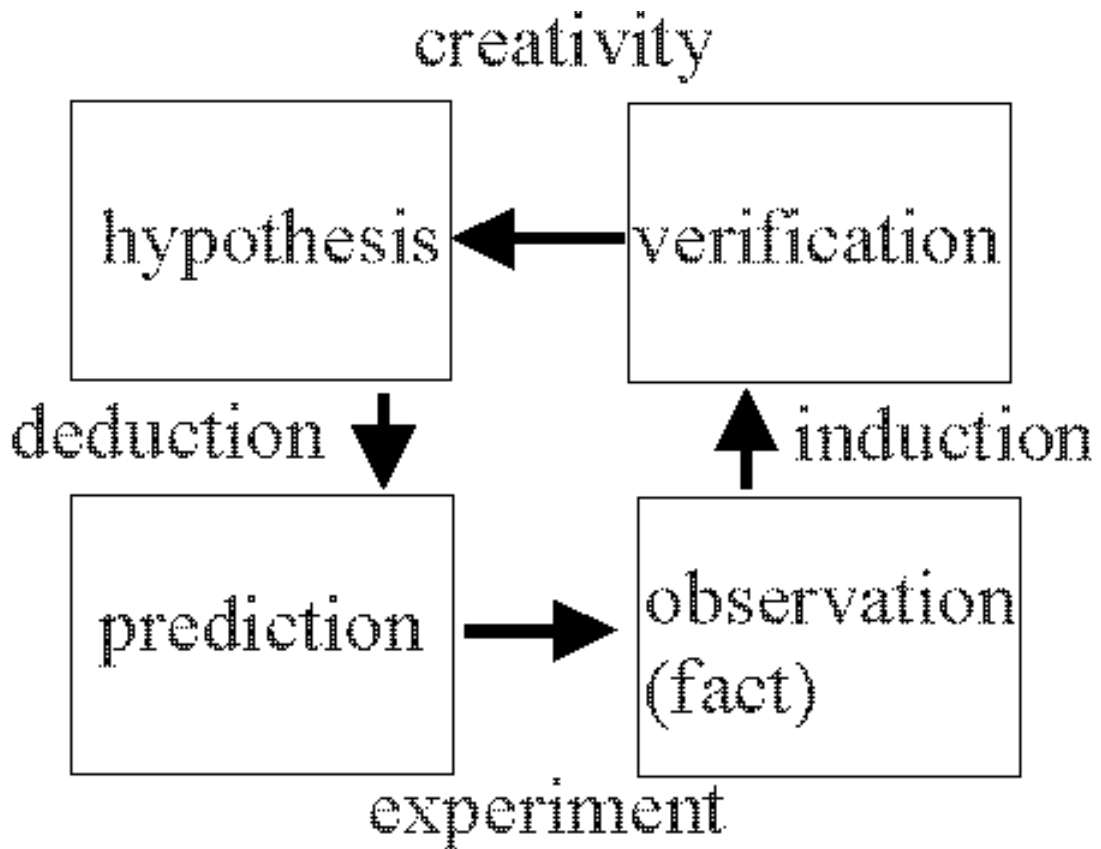 creativity
hypothesis
verification
deduction
induction
prediction
observation
(fact)
experiment